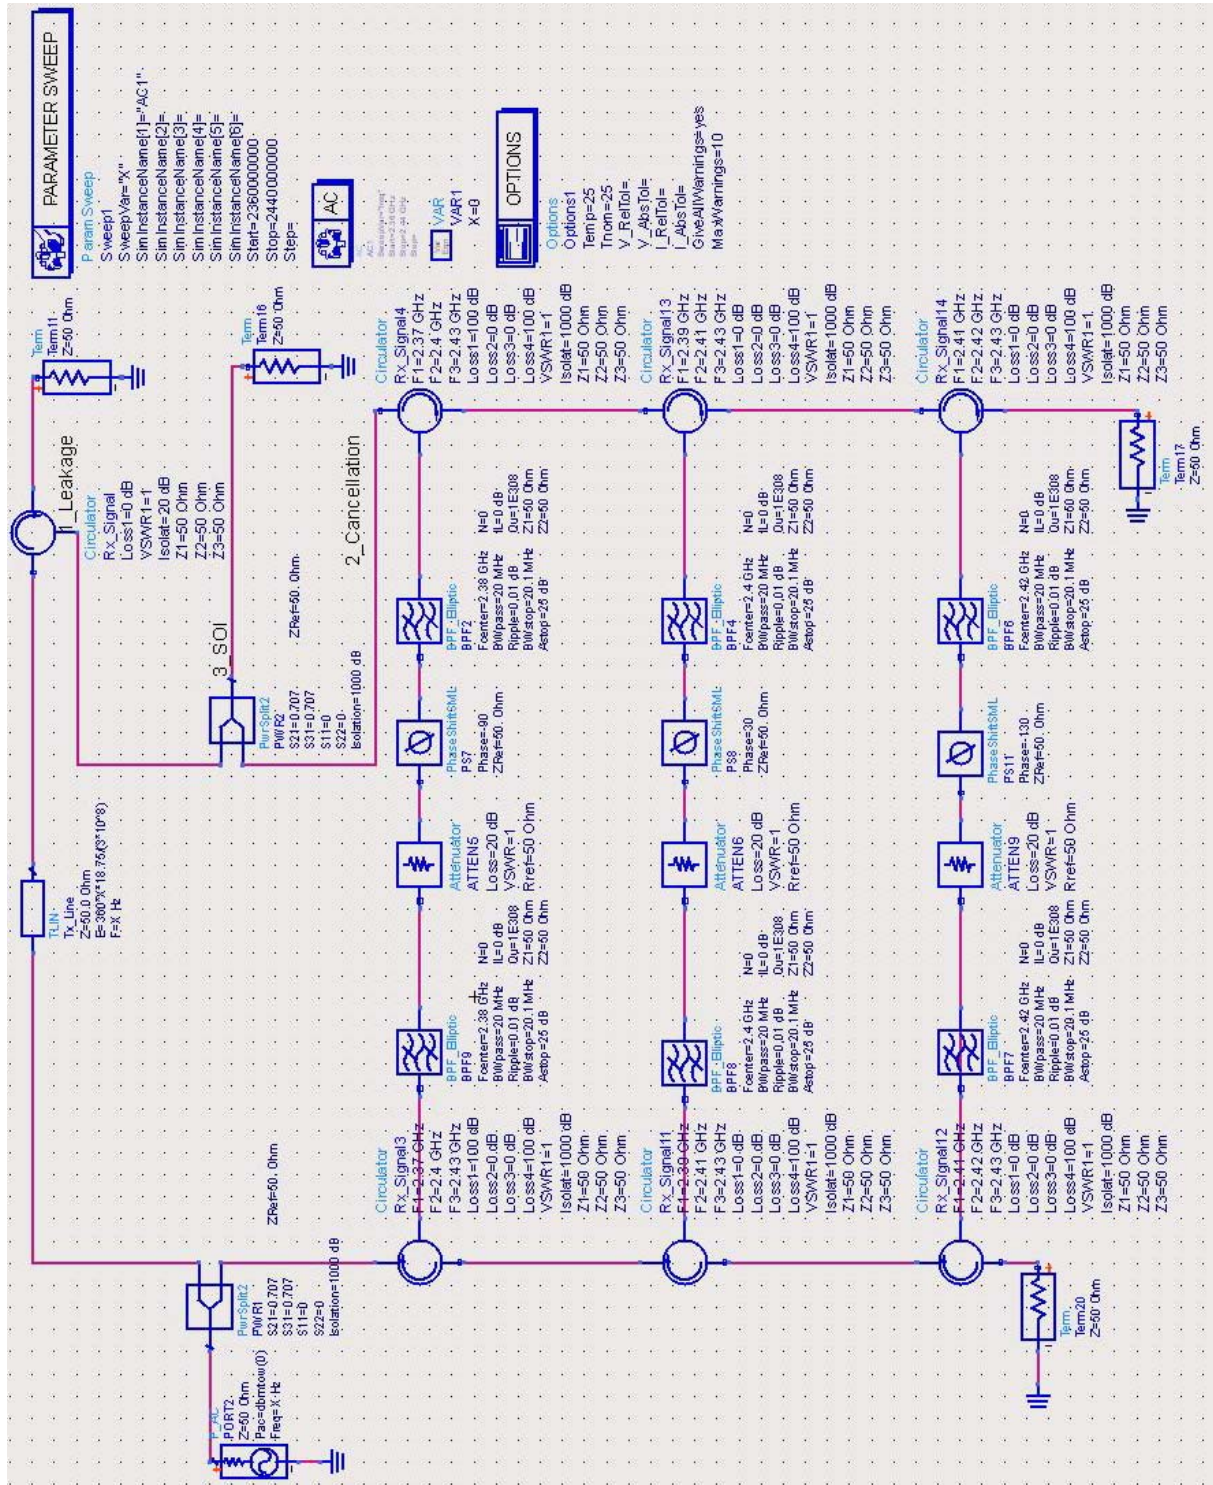 PARAMETER SWEEP
Param Sweep
Sweep1
SweepVar="X"
SimInstanceName[1]="AC1"
SimInstanceName[2]=
SimInstanceName[3]=
SimInstanceName[4]=
SimInstanceName[5]=
SimInstanceName[6]=
Start=2360000000
Stop=2440000000
Step=
AC
VAR
VAR1
X=0
OPTIONS
Options
Options1
Temp=25
Tnom=25
V_RelTol=
V_AbsTol=
I_RelTol=
I_AbsTol=
GiveAllWarnings=yes
MaxWarnings=10
Term
Term11
Z=50 Ohm
Term
Term16
Z=50 Ohm
1_Leakage
Circulator
Rx_Signal
Loss1=0 dB
VSWR1=1
Isolat=20 dB
Z1=50 Ohm
Z2=50 Ohm
Z3=50 Ohm
3_SOI
2_Cancellation
PwrSplit2
PWR2
S21=0.707
S31=0.707
S11=0
S22=0
Isolation=1000 dB
ZRef=50. Ohm
TLIN
Tx_Line
Z=50.0 Ohm
E=360*X*18.75/(3*10^8)
F=X Hz
PwrSplit2
PWR1
S21=0.707
S31=0.707
S11=0
S22=0
Isolation=1000 dB
ZRef=50. Ohm
P_AC
PORT2
Z=50 Ohm
Pac=dbmtow(0)
Freq=X Hz
Circulator
Rx_Signal3
F1=2.37 GHz
F2=2.4 GHz
F3=2.43 GHz
Loss1=100 dB
Loss2=0 dB
Loss3=0 dB
Loss4=100 dB
VSWR1=1
Isolat=1000 dB
Z1=50 Ohm
Z2=50 Ohm
Z3=50 Ohm
BPF_Elliptic
BPF9
Fcenter=2.38 GHz
BWpass=20 MHz
Ripple=0.01 dB
BWstop=20.1 MHz
Astop=25 dB
N=0
IL=0 dB
Qu=1E308
Z1=50 Ohm
Z2=50 Ohm
Attenuator
ATTEN5
Loss=20 dB
VSWR=1
Rref=50 Ohm
PhaseShiftSML
PS7
Phase=-90
ZRef=50. Ohm
BPF_Elliptic
BPF2
Fcenter=2.38 GHz
BWpass=20 MHz
Ripple=0.01 dB
BWstop=20.1 MHz
Astop=25 dB
N=0
IL=0 dB
Qu=1E308
Z1=50 Ohm
Z2=50 Ohm
Circulator
Rx_Signal4
F1=2.37 GHz
F2=2.4 GHz
F3=2.43 GHz
Loss1=100 dB
Loss2=0 dB
Loss3=0 dB
Loss4=100 dB
VSWR1=1
Isolat=1000 dB
Z1=50 Ohm
Z2=50 Ohm
Z3=50 Ohm
Circulator
Rx_Signal11
F1=2.39 GHz
F2=2.41 GHz
F3=2.43 GHz
Loss1=0 dB
Loss2=0 dB
Loss3=0 dB
Loss4=100 dB
VSWR1=1
Isolat=1000 dB
Z1=50 Ohm
Z2=50 Ohm
Z3=50 Ohm
BPF_Elliptic
BPF8
Fcenter=2.4 GHz
BWpass=20 MHz
Ripple=0.01 dB
BWstop=20.1 MHz
Astop=25 dB
N=0
IL=0 dB
Qu=1E308
Z1=50 Ohm
Z2=50 Ohm
Attenuator
ATTEN6
Loss=20 dB
VSWR=1
Rref=50 Ohm
PhaseShiftSML
PS8
Phase=30
ZRef=50. Ohm
BPF_Elliptic
BPF4
Fcenter=2.4 GHz
BWpass=20 MHz
Ripple=0.01 dB
BWstop=20.1 MHz
Astop=25 dB
N=0
IL=0 dB
Qu=1E308
Z1=50 Ohm
Z2=50 Ohm
Circulator
Rx_Signal13
F1=2.39 GHz
F2=2.41 GHz
F3=2.43 GHz
Loss1=0 dB
Loss2=0 dB
Loss3=0 dB
Loss4=100 dB
VSWR1=1
Isolat=1000 dB
Z1=50 Ohm
Z2=50 Ohm
Z3=50 Ohm
Circulator
Rx_Signal12
F1=2.41 GHz
F2=2.42 GHz
F3=2.43 GHz
Loss1=0 dB
Loss2=0 dB
Loss3=0 dB
Loss4=100 dB
VSWR1=1
Isolat=1000 dB
Z1=50 Ohm
Z2=50 Ohm
Z3=50 Ohm
BPF_Elliptic
BPF7
Fcenter=2.42 GHz
BWpass=20 MHz
Ripple=0.01 dB
BWstop=20.1 MHz
Astop=25 dB
N=0
IL=0 dB
Qu=1E308
Z1=50 Ohm
Z2=50 Ohm
Attenuator
ATTEN9
Loss=20 dB
VSWR=1
Rref=50 Ohm
PhaseShiftSML
PS11
Phase=-130
ZRef=50. Ohm
BPF_Elliptic
BPF6
Fcenter=2.42 GHz
BWpass=20 MHz
Ripple=0.01 dB
BWstop=20.1 MHz
Astop=25 dB
N=0
IL=0 dB
Qu=1E308
Z1=50 Ohm
Z2=50 Ohm
Circulator
Rx_Signal14
F1=2.41 GHz
F2=2.42 GHz
F3=2.43 GHz
Loss1=0 dB
Loss2=0 dB
Loss3=0 dB
Loss4=100 dB
VSWR1=1
Isolat=1000 dB
Z1=50 Ohm
Z2=50 Ohm
Z3=50 Ohm
Term
Term20
Z=50 Ohm
Term
Term17
Z=50 Ohm